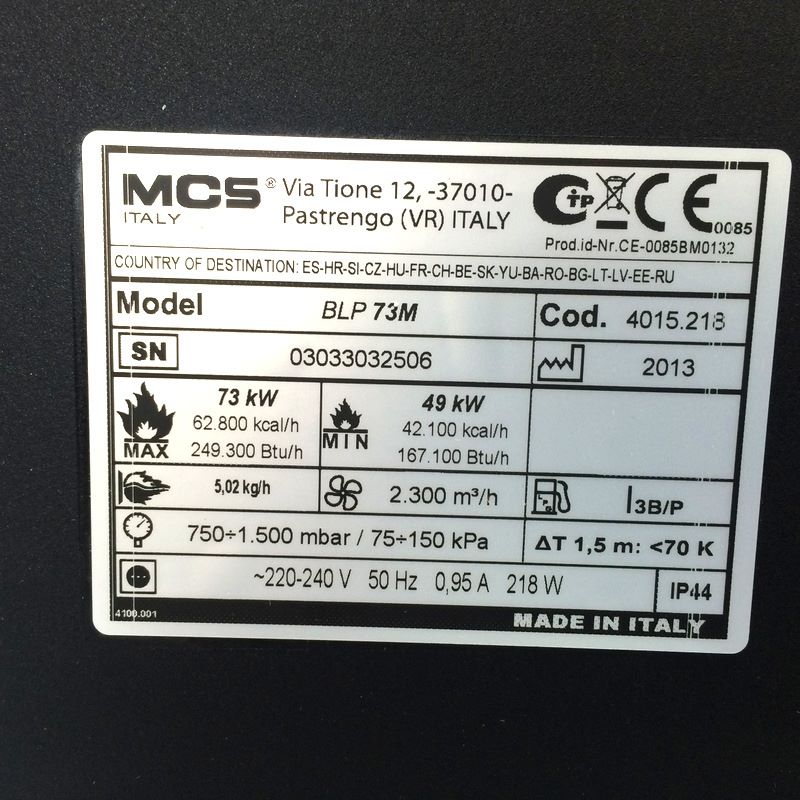 MCS® Via Tione 12, -37010-
ITALY Pastrengo (VR) ITALY
CE 0085
Prod.id-Nr.CE-0085BM0132
COUNTRY OF DESTINATION: ES-HR-SI-CZ-HU-FR-CH-BE-SK-YU-BA-RO-BG-LT-LV-EE-RU
Model BLP 73M Cod. 4015.218
SN 03033032506 2013
73 kW
62.800 kcal/h
249.300 Btu/h
MAX
49 kW
42.100 kcal/h
167.100 Btu/h
MIN
5,02 kg/h 2.300 m³/h I3B/P
750÷1.500 mbar / 75÷150 kPa ΔT 1,5 m: <70 K
~220-240 V 50 Hz 0,95 A 218 W IP44
4100.001 MADE IN ITALY